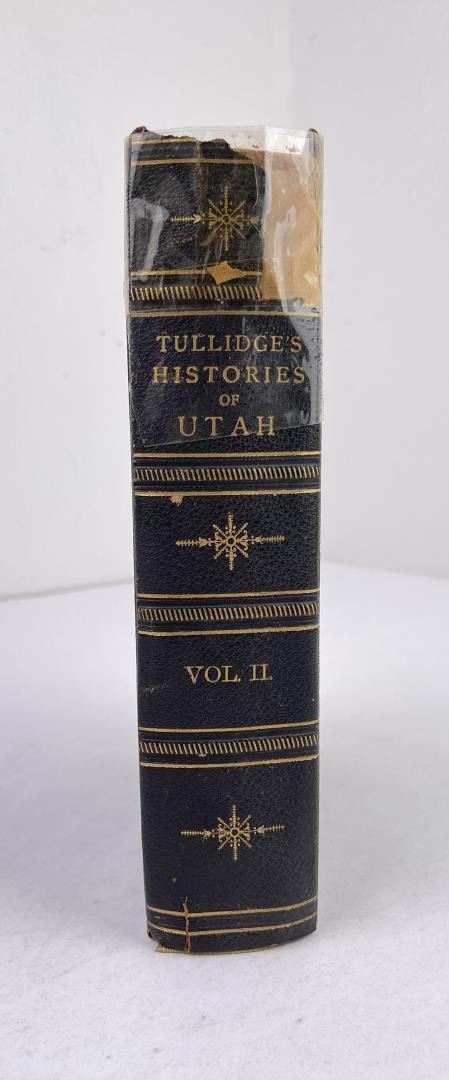 TULLIDGE'S
HISTORIES
OF
UTAH
VOL. II.